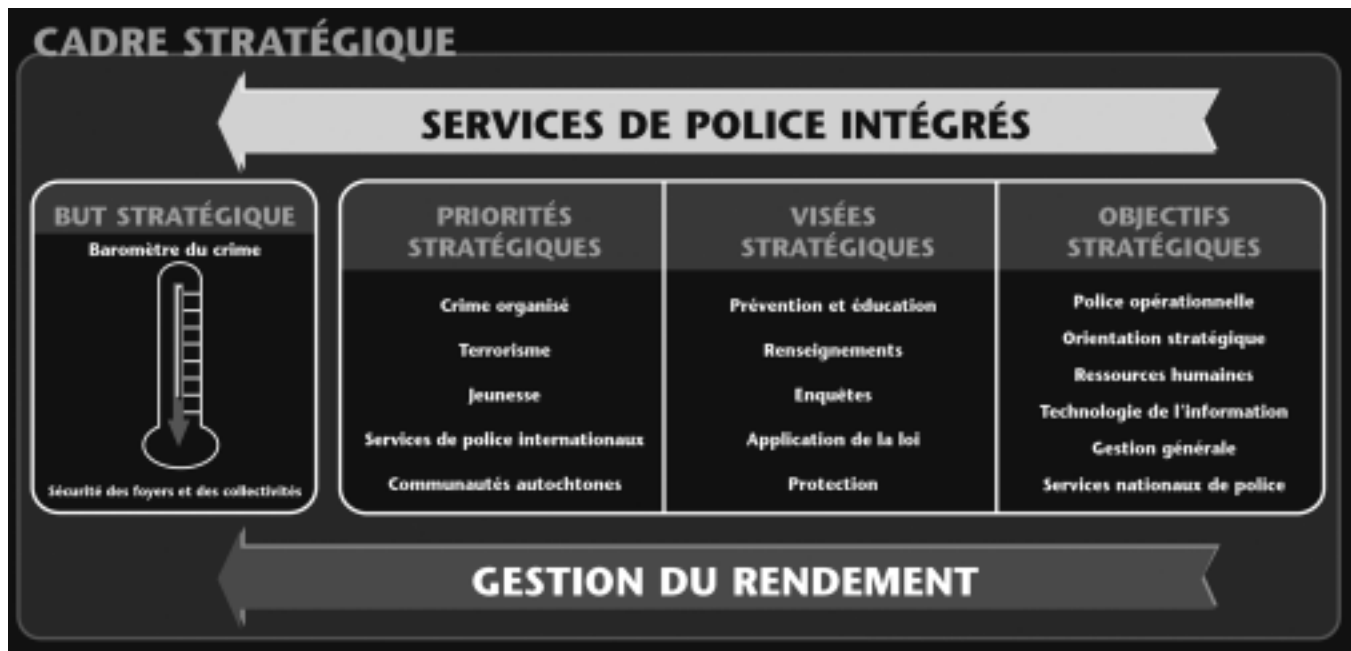 CADRE STRATÉGIQUE
SERVICES DE POLICE INTÉGRÉS
BUT STRATÉGIQUE
Baromètre du crime
Sécurité des foyers et des collectivités
PRIORITÉS
STRATÉGIQUES
Crime organisé
Terrorisme
Jeunesse
Services de police internationaux
Communautés autochtones
VISÉES
STRATÉGIQUES
Prévention et éducation
Renseignements
Enquêtes
Application de la loi
Protection
OBJECTIFS
STRATÉGIQUES
Police opérationnelle
Orientation stratégique
Ressources humaines
Technologie de l'information
Gestion générale
Services nationaux de police
GESTION DU RENDEMENT